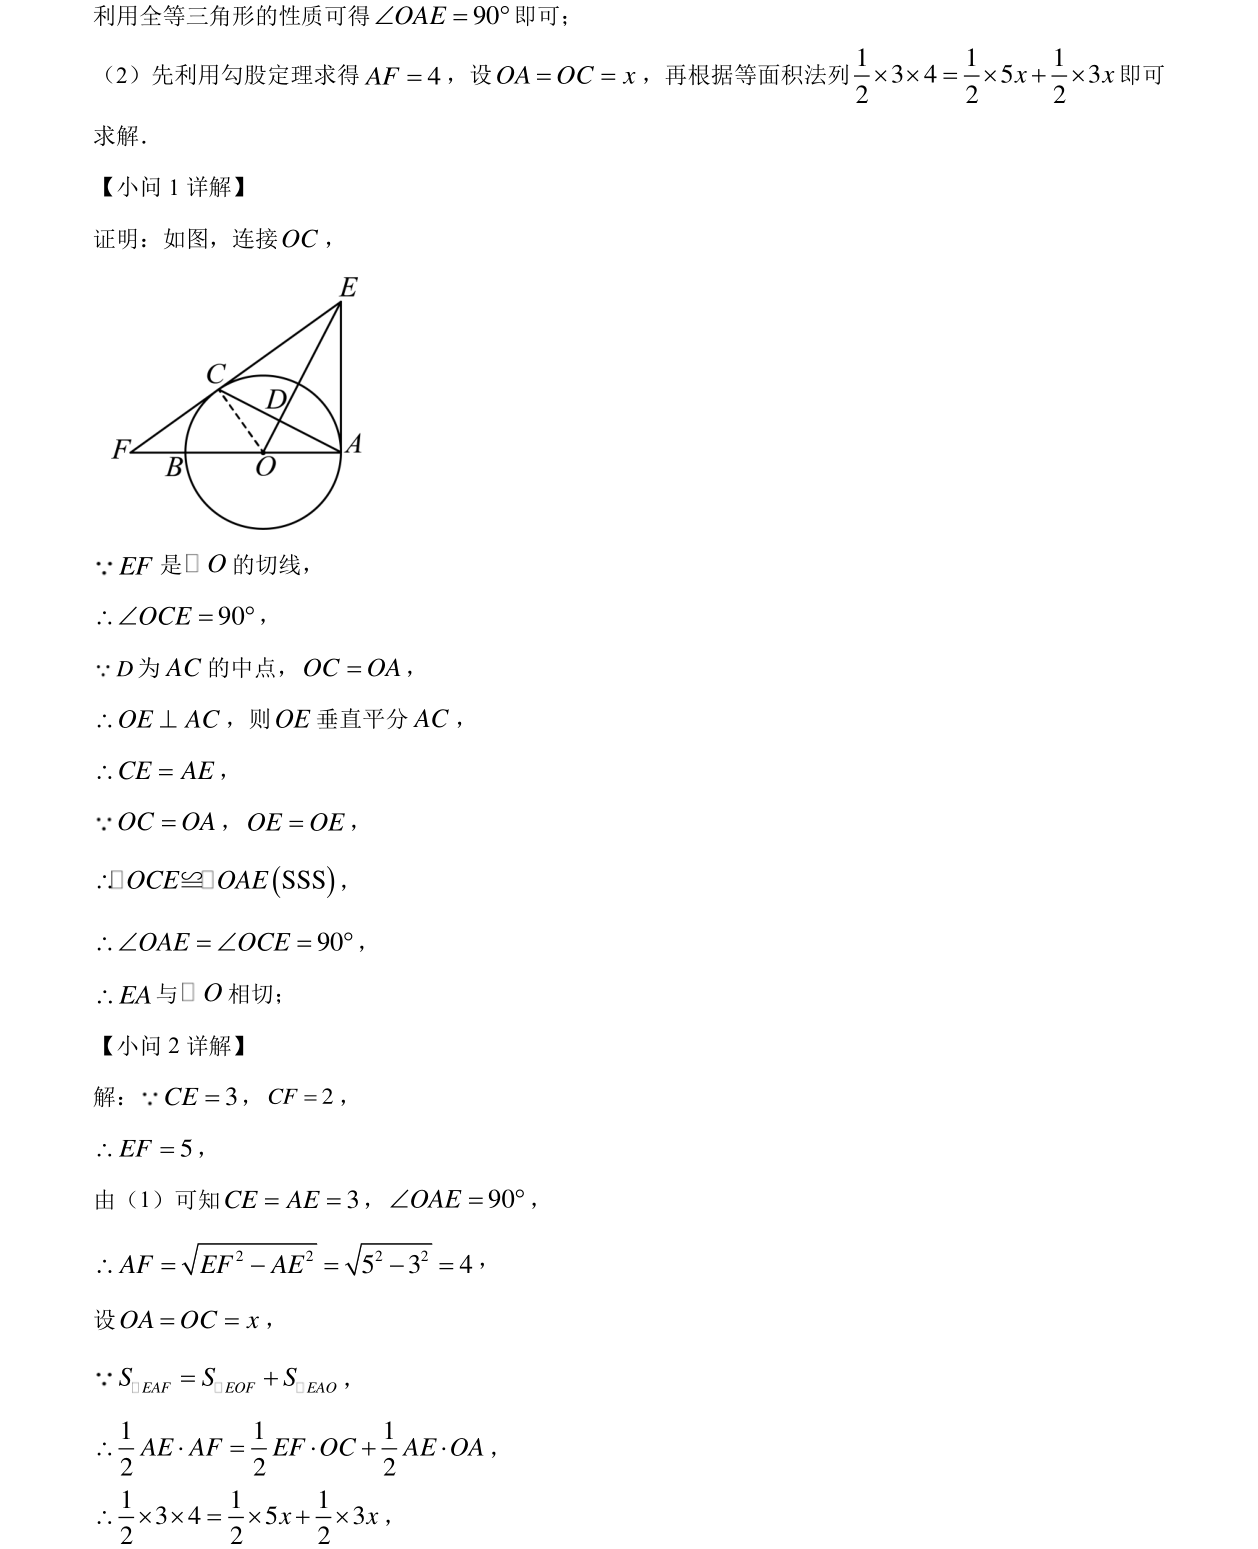 利用全等三角形的性质可得∠OAE=90°即可；
（2）先利用勾股定理求得AF=4，设OA=OC=x，再根据等面积法列1/2×3×4=1/2×5x+1/2×3x即可
求解．
【小问1详解】
证明：如图，连接OC，
E
C
D
F
B
O
A
∵EF是□O的切线，
∴∠OCE=90°，
∵D为AC的中点，OC=OA，
∴OE⊥AC，则OE垂直平分AC，
∴CE=AE，
∵OC=OA，OE=OE，
∴□OCE≌□OAE(SSS)，
∴∠OAE=∠OCE=90°，
∴EA与□O相切；
【小问2详解】
解：∵CE=3，CF=2，
∴EF=5，
由（1）可知CE=AE=3，∠OAE=90°，
∴AF=√(EF²−AE²)=√(5²−3²)=4，
设OA=OC=x，
∵S□EAF=S□EOF+S□EAO，
∴1/2AE·AF=1/2EF·OC+1/2AE·OA，
∴1/2×3×4=1/2×5x+1/2×3x，